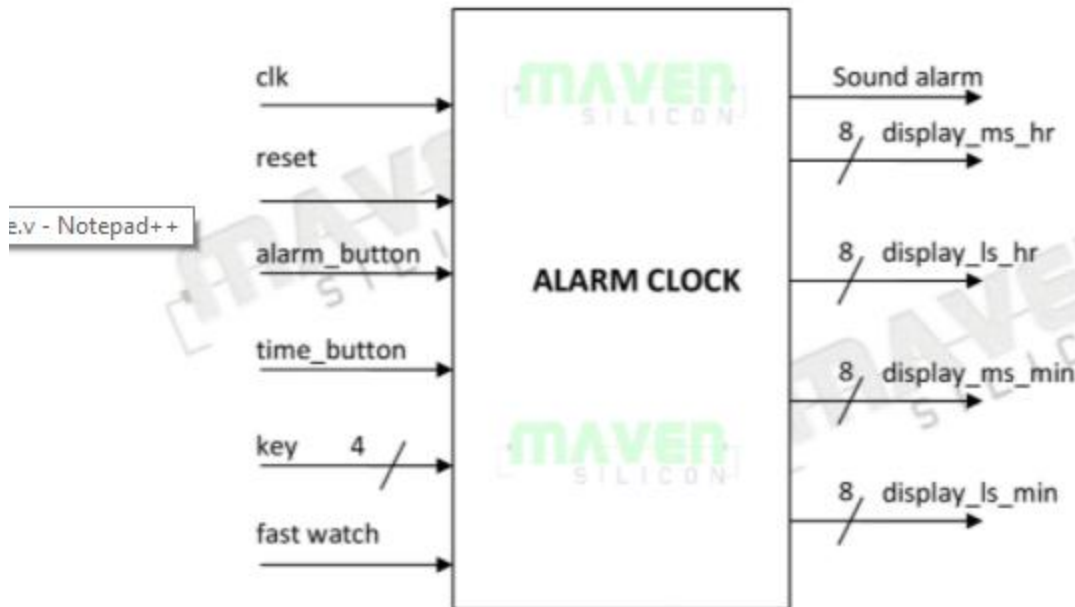 clk
reset
alarm_button
time_button
key 4
fast watch
e.v - Notepad++
MAVEN
SILICON
ALARM CLOCK
MAVEN
SILICON
Sound alarm
8 display_ms_hr
8 display_ls_hr
8 display_ms_min
8 display_ls_min